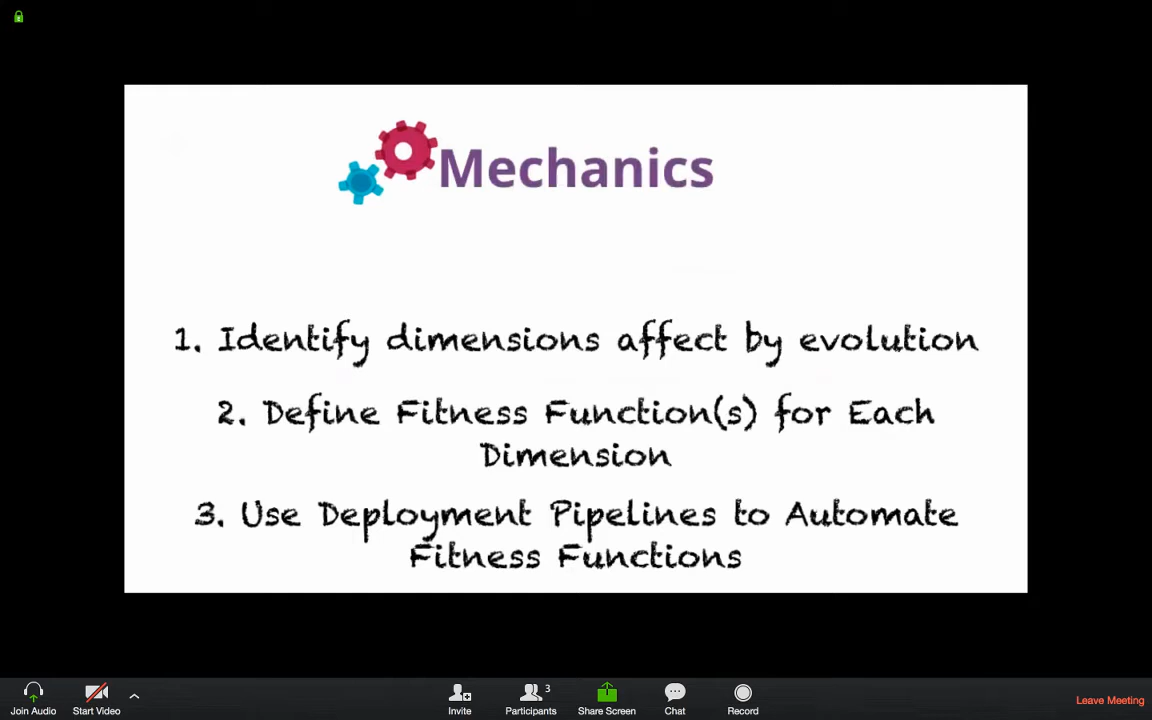 Mechanics
1. Identify dimensions affect by evolution
2. Define Fitness Function(s) for Each
Dimension
3. Use Deployment Pipelines to Automate
Fitness Functions
Join Audio
Start Video
Invite
Participants
3
Share Screen
Chat
Record
Leave Meeting